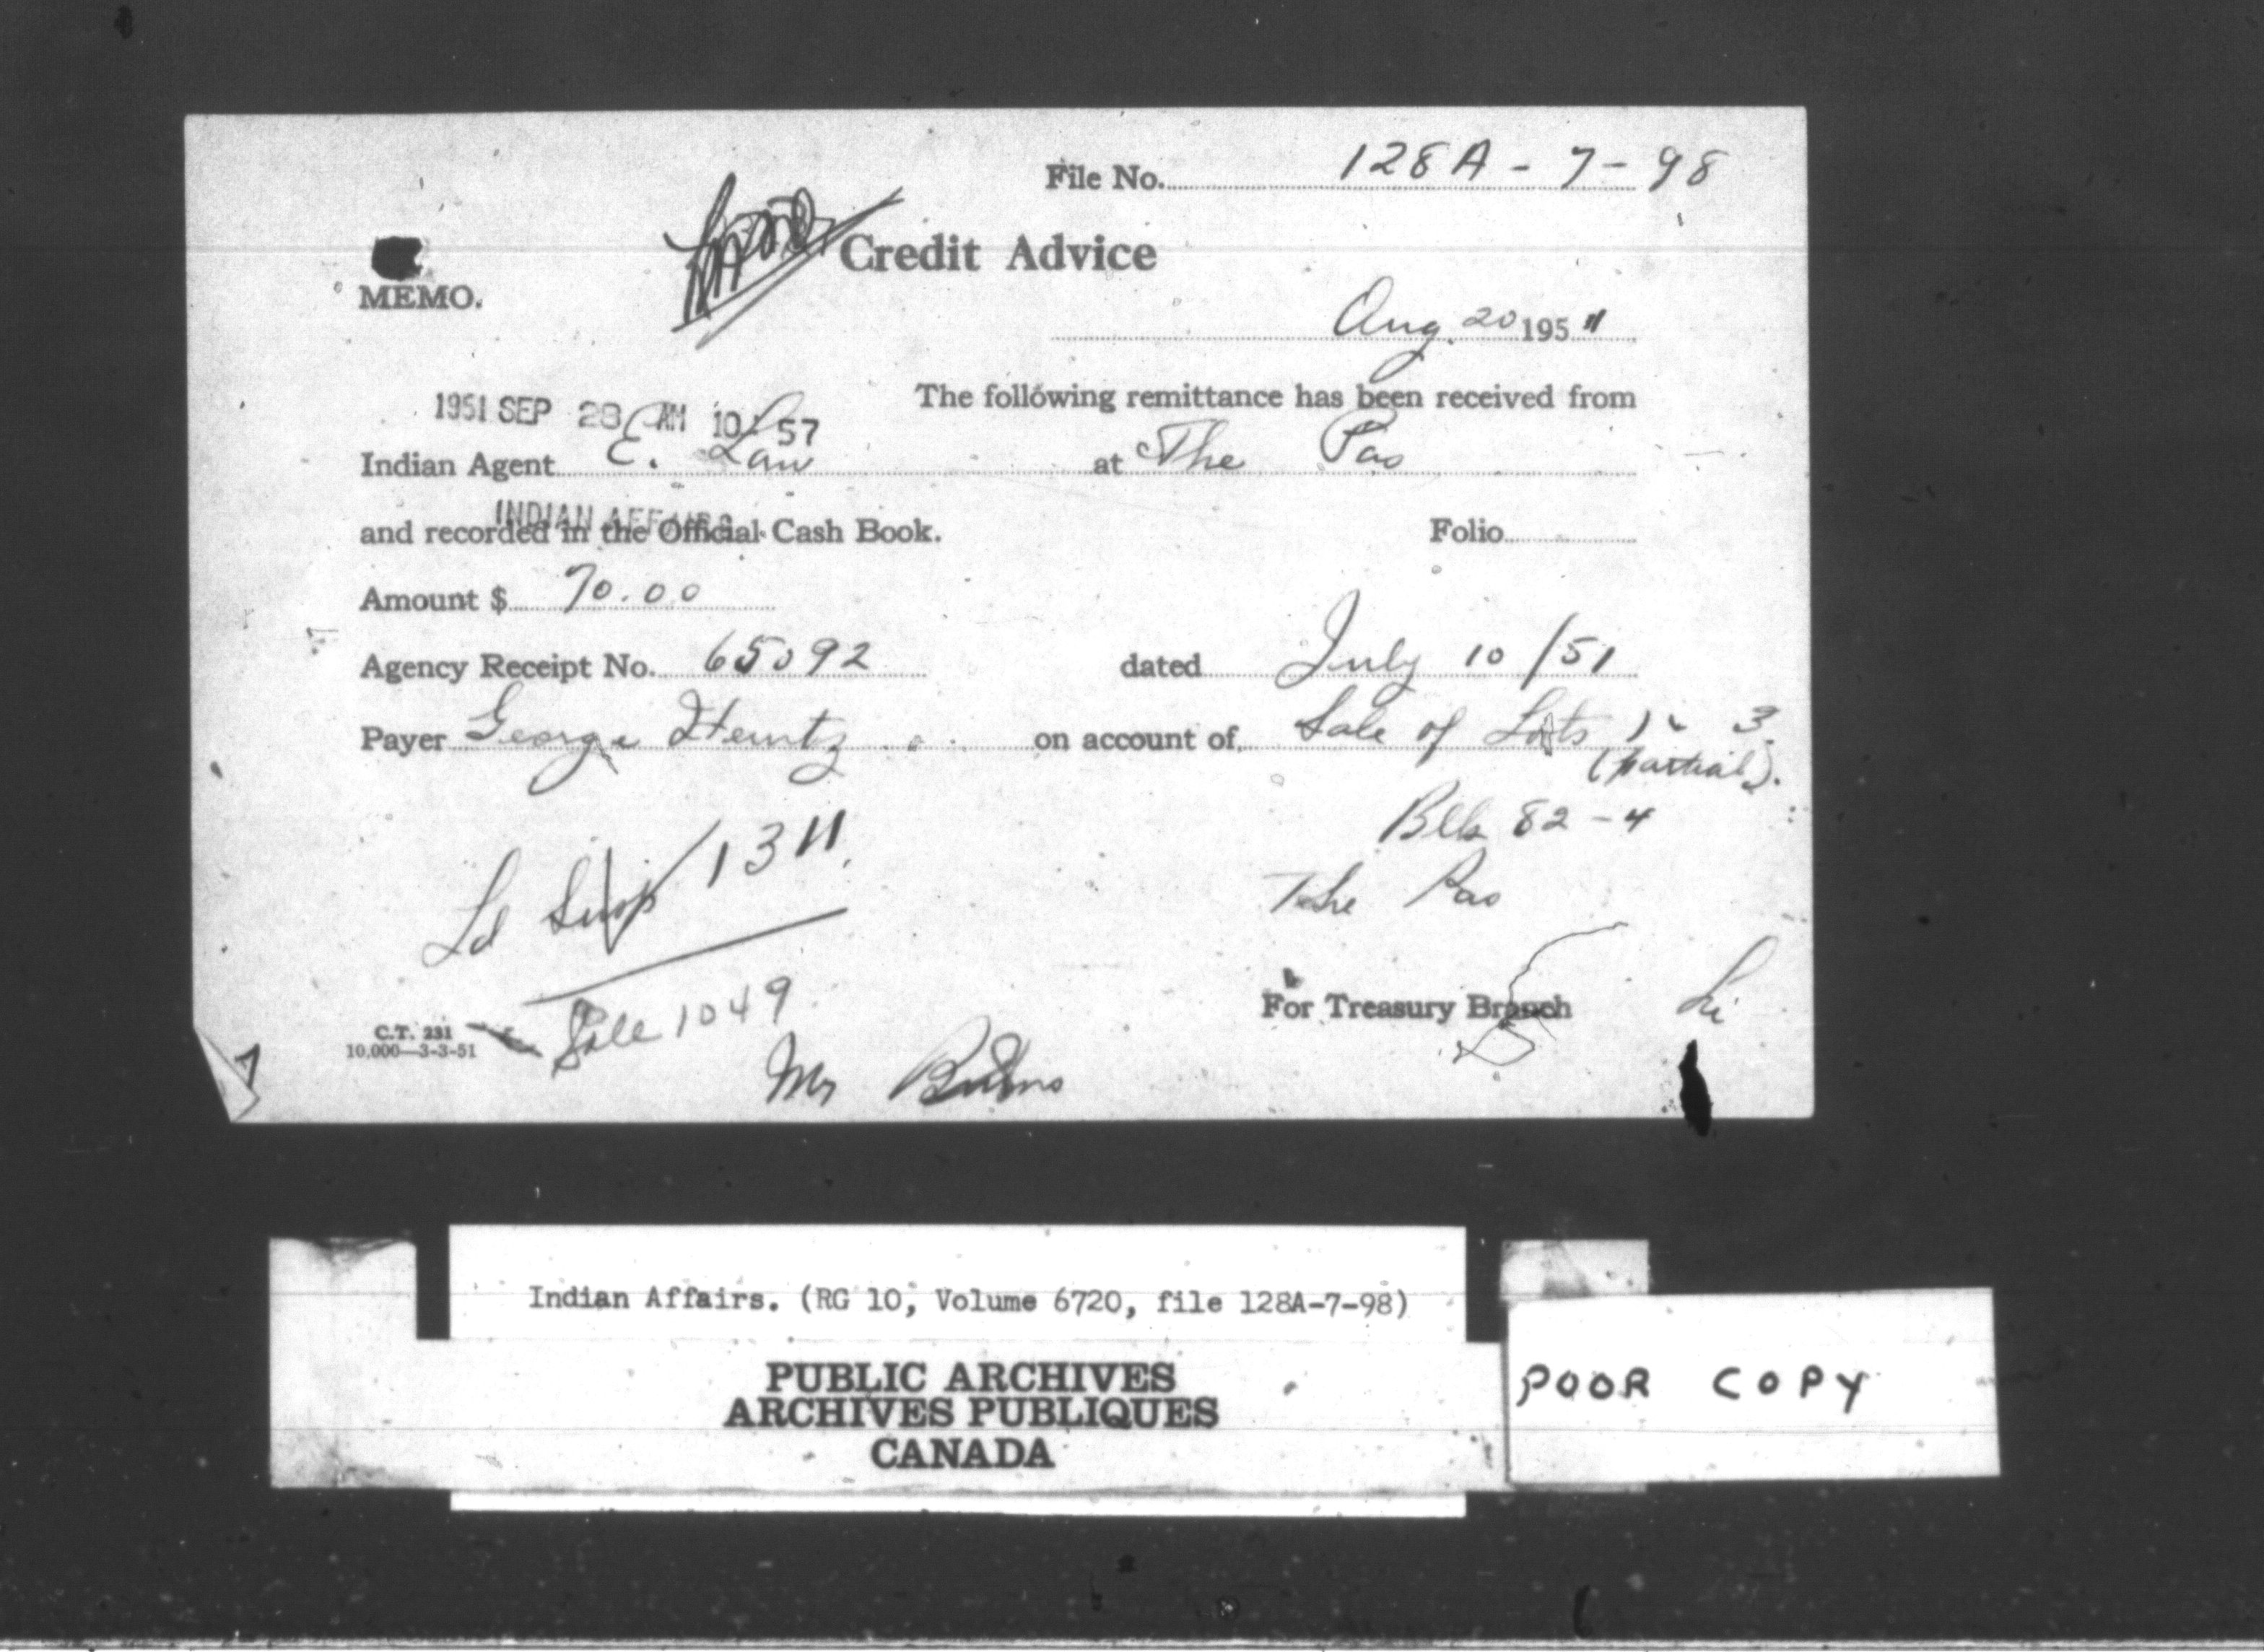 File No. 128A-7-98
Credit Advice
MEMO.
Aug. 20 1951
1951 SEP 28 AM 10 57
The following remittance has been received from
Indian Agent E. Law at The Pas
INDIAN AFFAIRS
and recorded in the Official Cash Book. Folio
Amount $ 70.00
Agency Receipt No. 65092 dated July 10/51
Payer George on account of Sale of Lots 1 3
(partial).
Blk 82-4
The Pas
Ld 1311.
Sale 1049
For Treasury Branch
C.T. 231
10,000—3-3-51
Mr Burns
Indian Affairs. (RG 10, Volume 6720, file 128A-7-98)
PUBLIC ARCHIVES
ARCHIVES PUBLIQUES
CANADA
POOR COPY